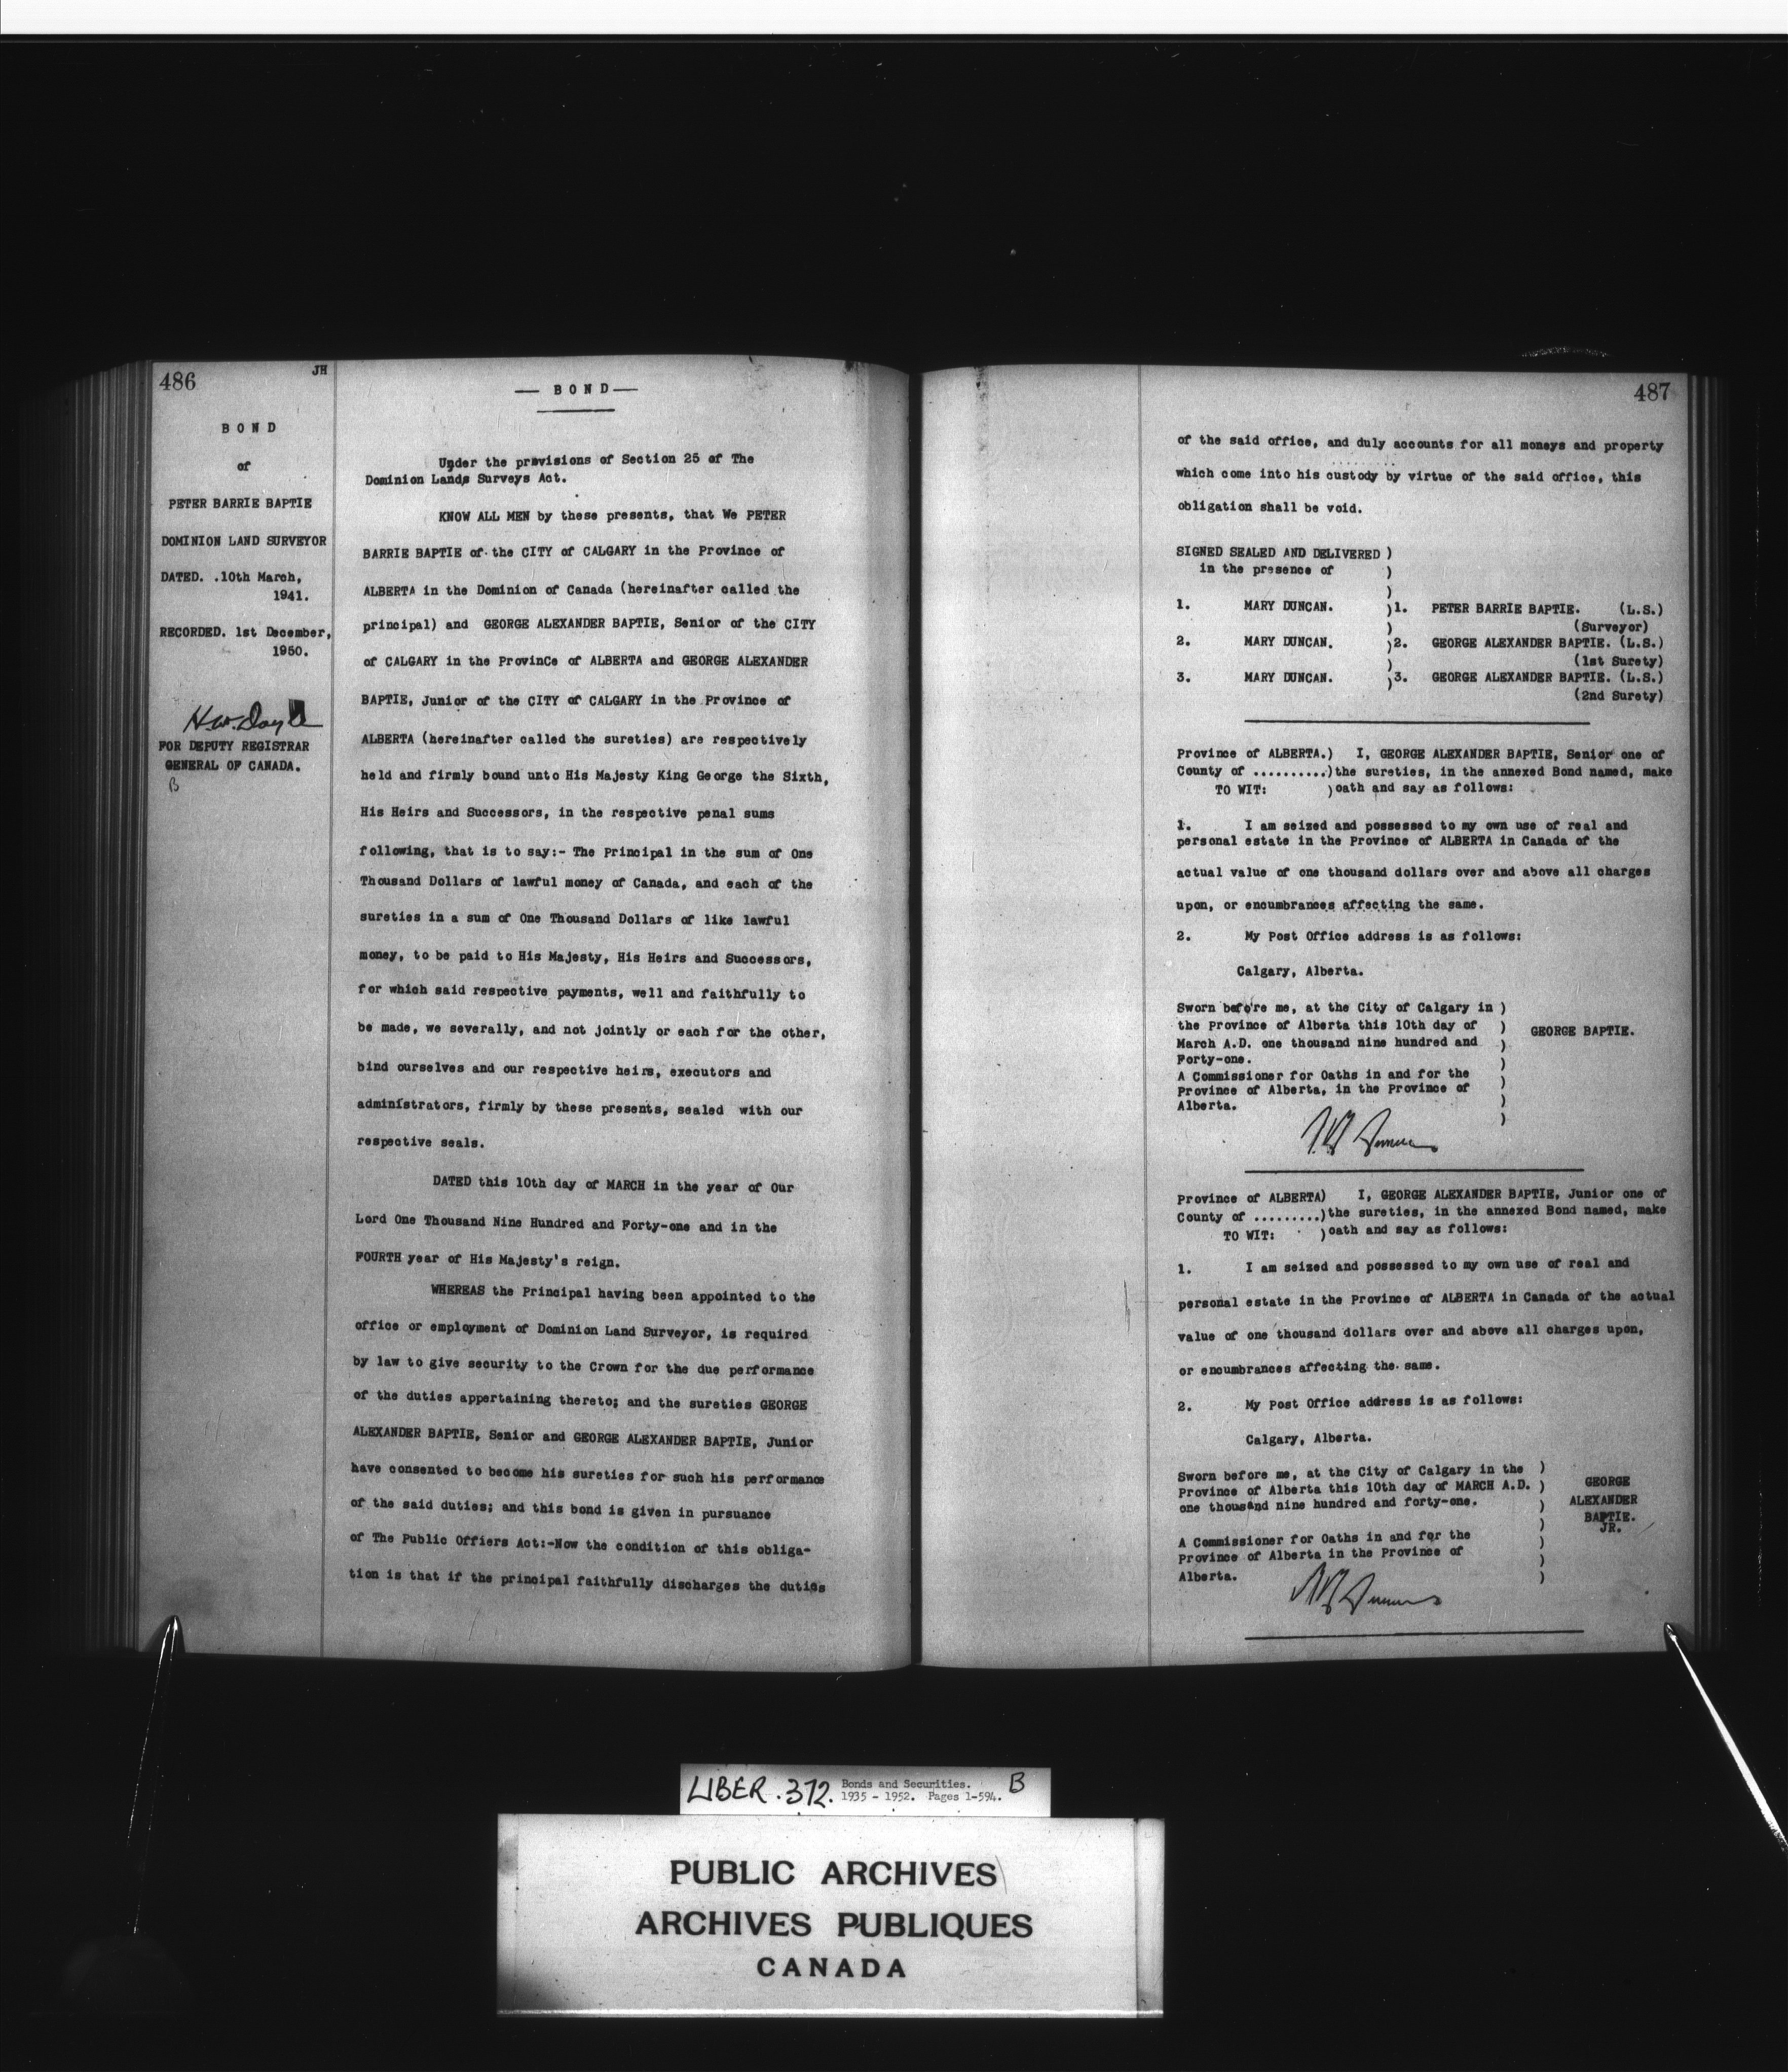 486
JH
BOND
of
PETER BARRIE BAPTIE
DOMINION LAND SURVEYOR
DATED. .10th March,
1941.
RECORDED. 1st December,
1950.
H.W. Doyle
FOR DEPUTY REGISTRAR
GENERAL OF CANADA.
B
— BOND —
Under the provisions of Section 25 of The
Dominion Lands Surveys Act.
KNOW ALL MEN by these presents, that We PETER
BARRIE BAPTIE of the CITY of CALGARY in the Province of
ALBERTA in the Dominion of Canada (hereinafter called the
principal) and GEORGE ALEXANDER BAPTIE, Senior of the CITY
of CALGARY in the ProvinCe of ALBERTA and GEORGE ALEXANDER
BAPTIE, Junior of the CITY of CALGARY in the Province of
ALBERTA (hereinafter called the sureties) are respectively
held and firmly bound unto His Majesty King George the Sixth,
His Heirs and Successors, in the respective penal sums
following, that is to say:- The Principal in the sum of One
Thousand Dollars of lawful money of Canada, and each of the
sureties in a sum of One Thousand Dollars of like lawful
money, to be paid to His Majesty, His Heirs and Successors,
for which said respective payments, well and faithfully to
be made, we severally, and not jointly or each for the other,
bind ourselves and our respective heirs, executors and
administrators, firmly by these presents, sealed with our
respective seals.
DATED this 10th day of MARCH in the year of Our
Lord One Thousand Nine Hundred and Forty-one and in the
FOURTH year of His Majesty's reign.
WHEREAS the Principal having been appointed to the
office or employment of Dominion Land Surveyor, is required
by law to give security to the Crown for the due performance
of the duties appertaining thereto; and the sureties GEORGE
ALEXANDER BAPTIE, Senior and GEORGE ALEXANDER BAPTIE, Junior
have consented to become his sureties for such his performance
of the said duties; and this bond is given in pursuance
of The Public Offiers Act:-Now the condition of this obliga-
tion is that if the principal faithfully discharges the duties
487
of the said office, and duly accounts for all moneys and property
which come into his custody by virtue of the said office, this
obligation shall be void.
SIGNED SEALED AND DELIVERED )
in the presence of )
)
1. MARY DUNCAN. )1. PETER BARRIE BAPTIE. (L.S.)
) (Surveyor)
2. MARY DUNCAN. )2. GEORGE ALEXANDER BAPTIE. (L.S.)
) (1st Surety)
3. MARY DUNCAN. )3. GEORGE ALEXANDER BAPTIE. (L.S.)
(2nd Surety)
Province of ALBERTA.) I, GEORGE ALEXANDER BAPTIE, Senior one of
County of ..........)the sureties, in the annexed Bond named, make
TO WIT: )oath and say as follows:
1. I am seized and possessed to my own use of real and
personal estate in the Province of ALBERTA in Canada of the
actual value of one thousand dollars over and above all charges
upon, or encumbrances affecting the same.
2. My Post Office address is as follows:
Calgary, Alberta.
Sworn before me, at the City of Calgary in )
the Province of Alberta this 10th day of ) GEORGE BAPTIE.
March A.D. one thousand nine hundred and )
Forty-one. )
A Commissioner for Oaths in and for the )
Province of Alberta, in the Province of )
Alberta. )
Province of ALBERTA) I, GEORGE ALEXANDER BAPTIE, Junior one of
County of .........)the sureties, in the annexed Bond named, make
TO WIT: )oath and say as follows:
1. I am seized and possessed to my own use of real and
personal estate in the Province of ALBERTA in Canada of the actual
value of one thousand dollars over and above all charges upon,
or encumbrances affecting the same.
2. My Post Office address is as follows:
Calgary, Alberta.
Sworn before me, at the City of Calgary in the )
Province of Alberta this 10th day of MARCH A.D. ) GEORGE
one thousand nine hundred and forty-one. ) ALEXANDER
) BAPTIE.
JR.
A Commissioner for Oaths in and for the )
Province of Alberta in the Province of )
Alberta. )
LIBER. 372. Bonds and Securities. B
1935 - 1952. Pages 1-594.
PUBLIC ARCHIVES
ARCHIVES PUBLIQUES
CANADA